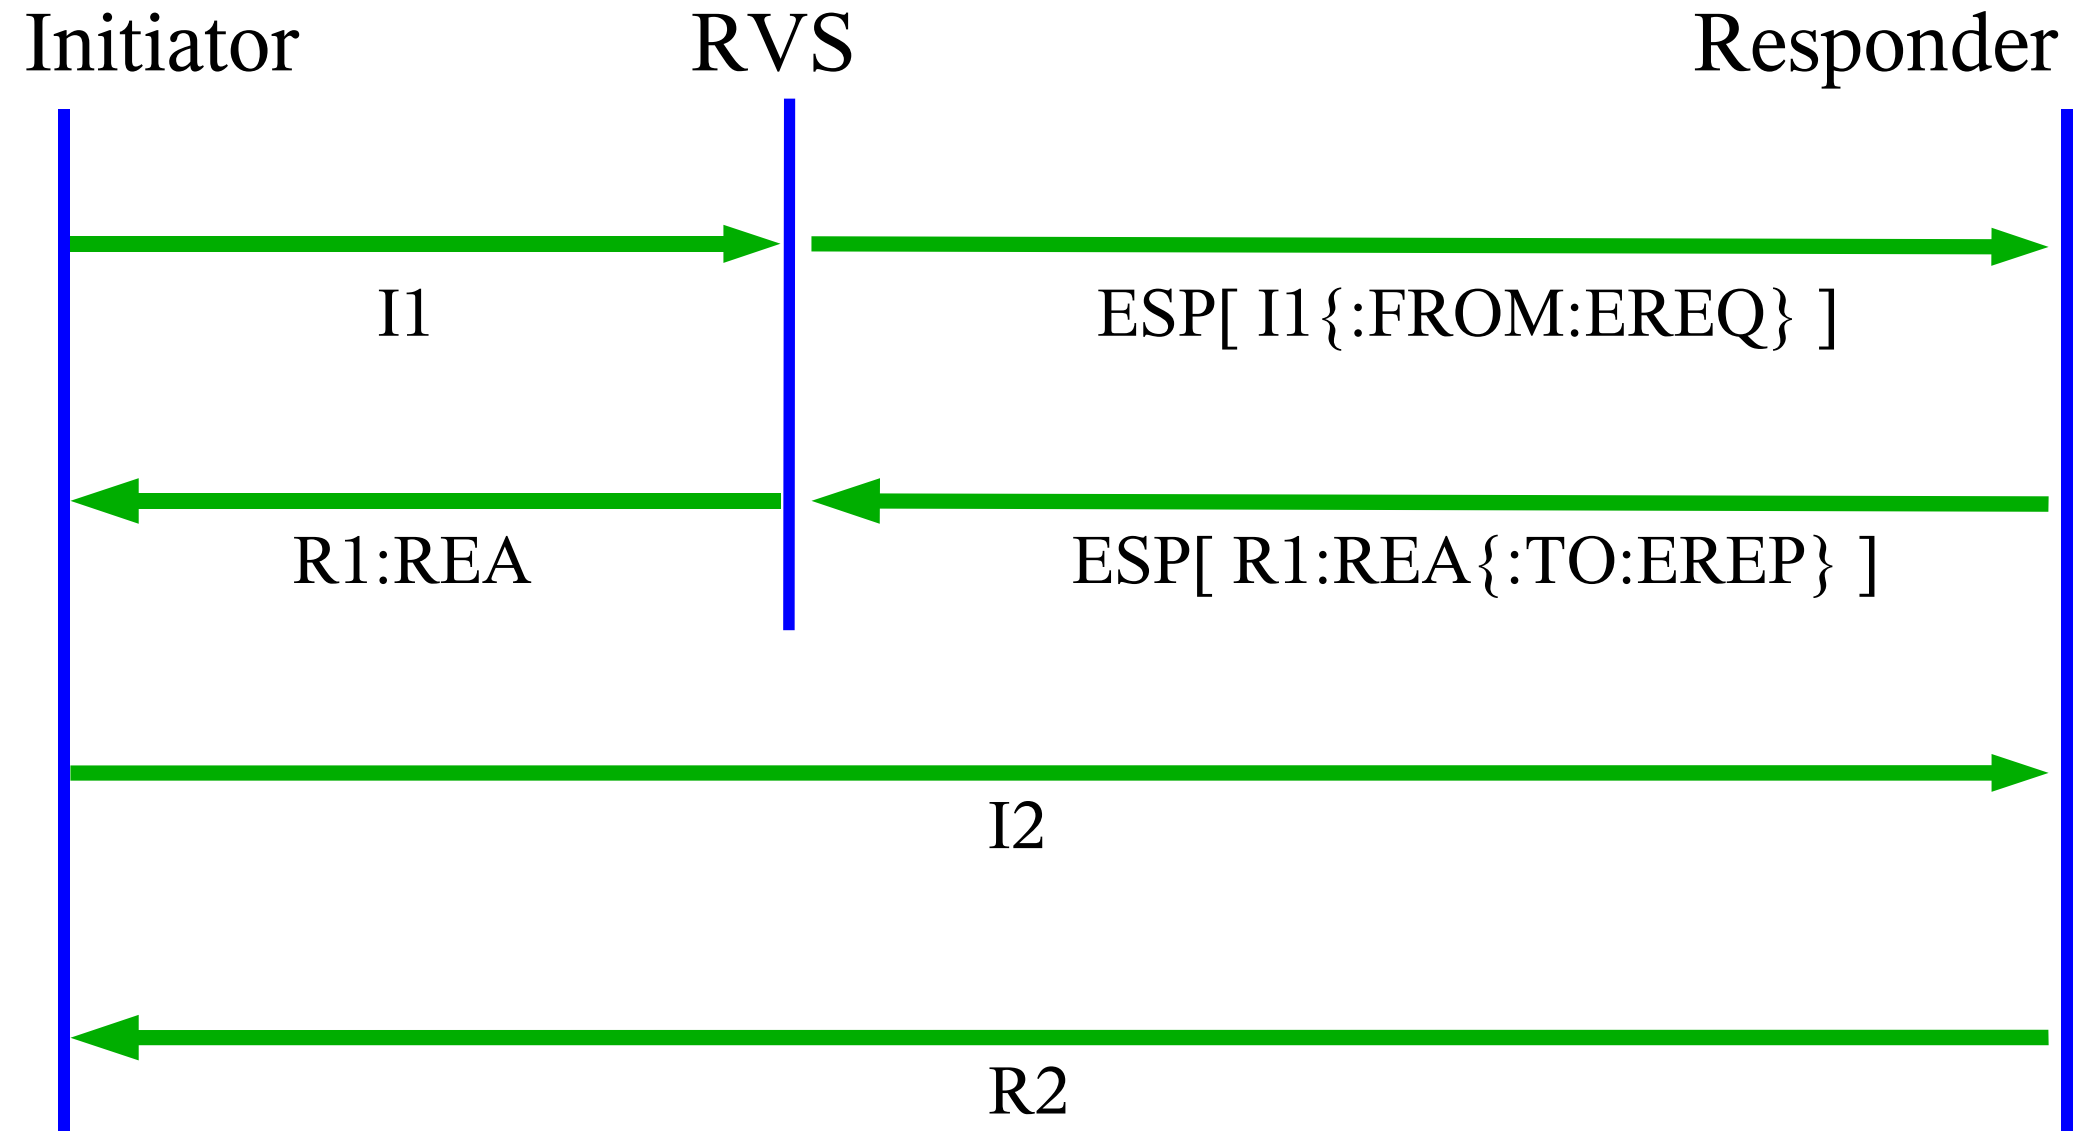 Initiator RVS Responder
I1 ESP[ I1{:FROM:EREQ} ]
R1:REA ESP[ R1:REA{:TO:EREP} ]
I2
R2